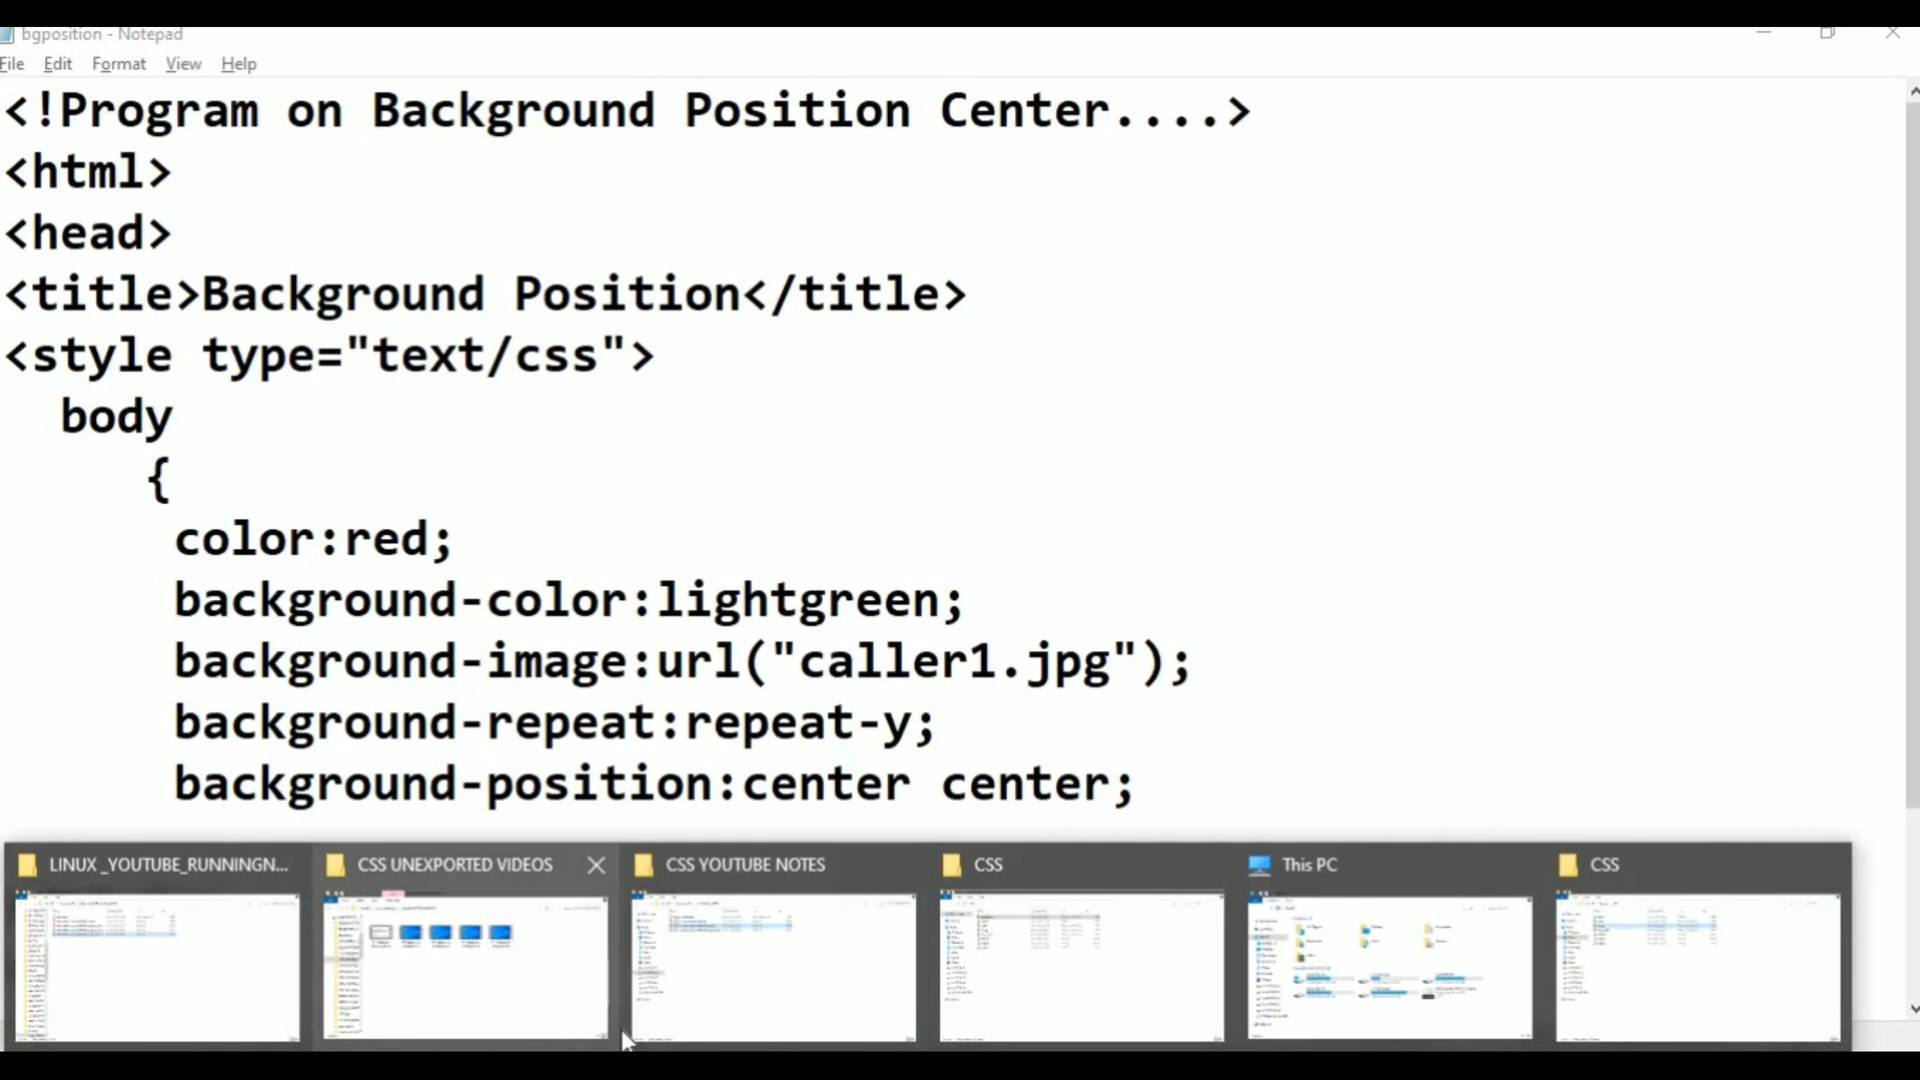 bgposition - Notepad
File Edit Format View Help
<!Program on Background Position Center....>
<html>
<head>
<title>Background Position</title>
<style type="text/css">
body
{
color:red;
background-color:lightgreen;
background-image:url("caller1.jpg");
background-repeat:repeat-y;
background-position:center center;
LINUX _YOUTUBE_RUNNINGN... CSS UNEXPORTED VIDEOS CSS YOUTUBE NOTES CSS This PC CSS